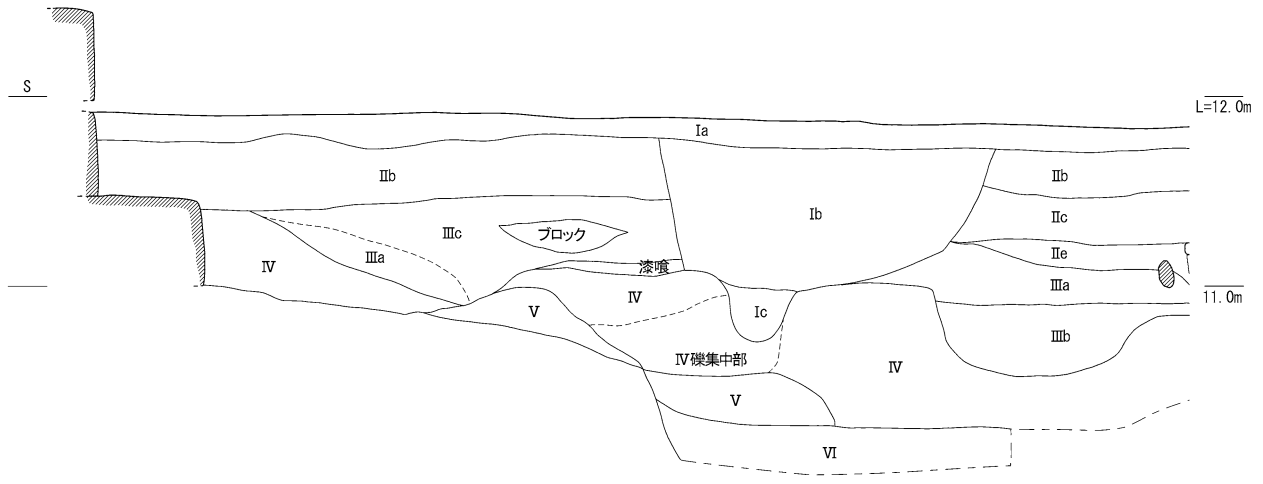 S
L=12.0m
Ⅰa
Ⅱb
Ⅱb
Ⅰb
Ⅱc
Ⅲc
ブロック
Ⅱe
Ⅲa
Ⅳ
漆喰
Ⅲa
11.0m
Ⅳ
Ⅴ
Ⅰc
Ⅲb
Ⅳ礫集中部
Ⅳ
Ⅴ
Ⅵ